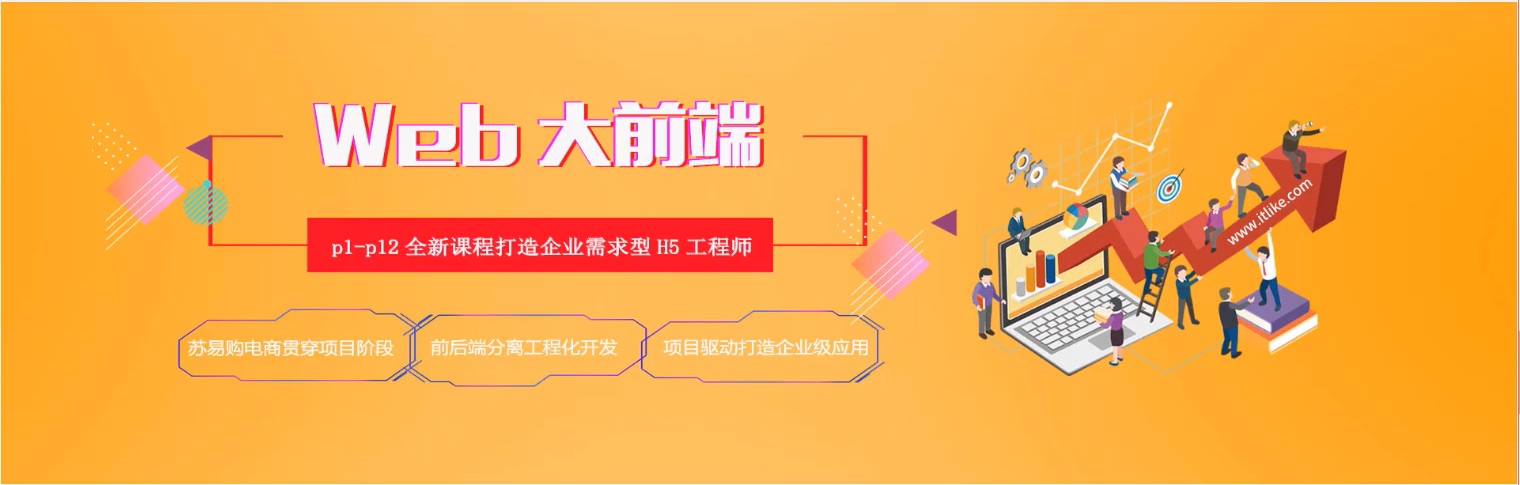 Web 大前端
p1-p12 全新课程打造企业需求型 H5 工程师
苏易购电商贯穿项目阶段
前后端分离工程化开发
项目驱动打造企业级应用
www.itlike.com